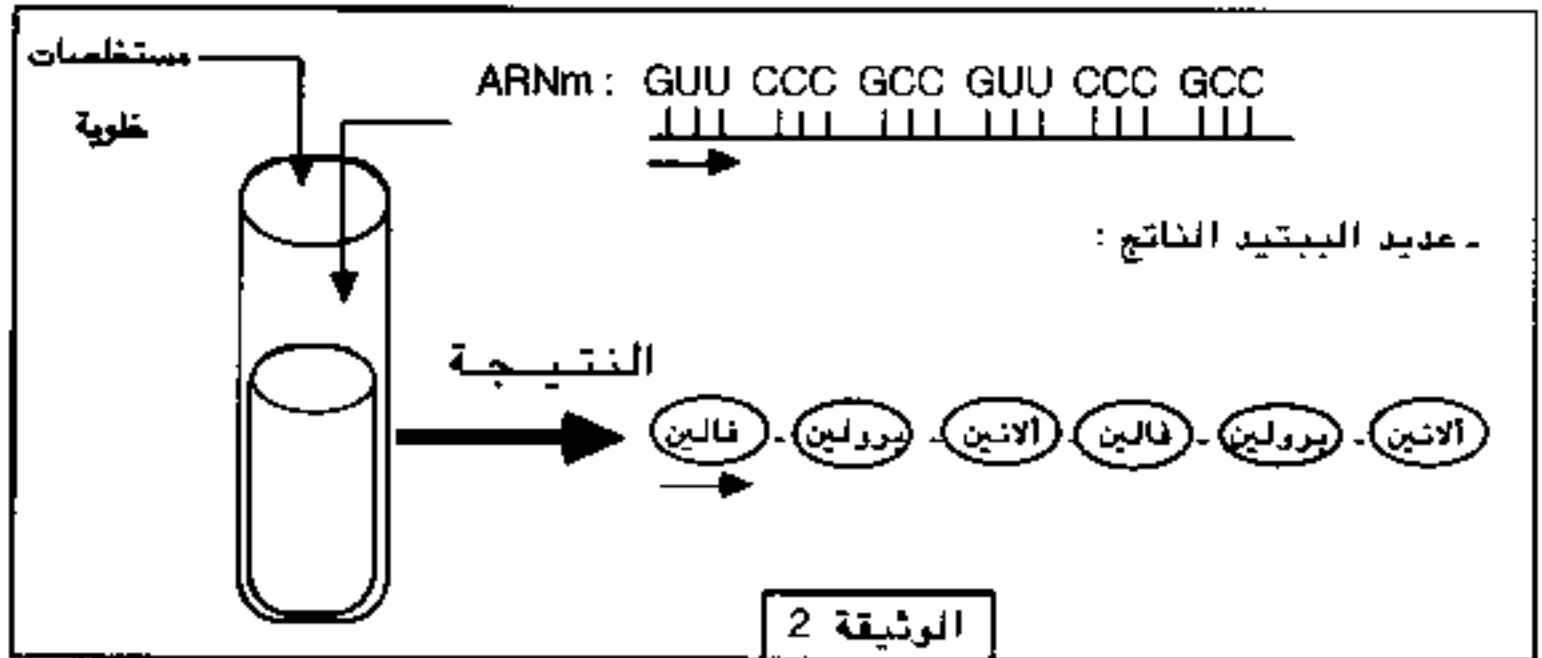 مستخلصات
خلوية
ARNm : GUU CCC GCC GUU CCC GCC
ـ عديد الببتيد الناتج :
النتيجة
فالين - برولين - ألانين - فالين - برولين - ألانين
الوثيقة 2